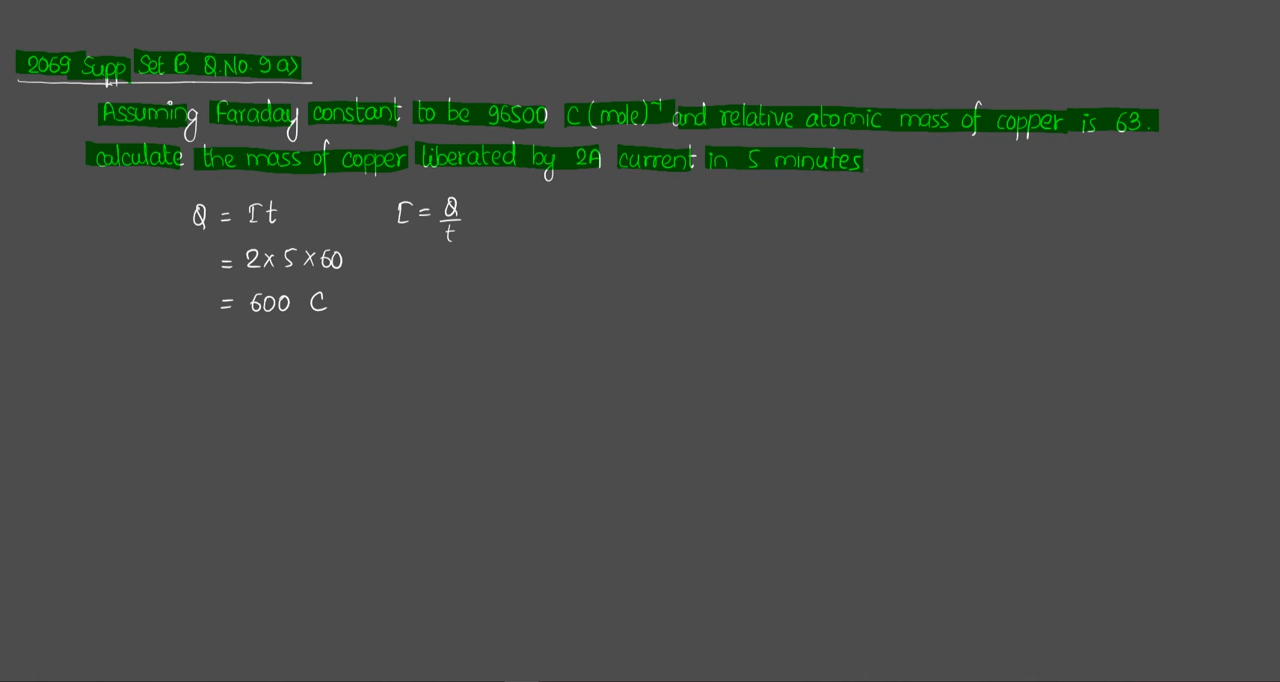 2069 Supp Set B Q.No. 9 a)
Assuming Faraday constant to be 96500 C (mole)⁻¹ and relative atomic mass of copper is 63.
calculate the mass of copper liberated by 2A current in 5 minutes
Q = It I = Q/t
= 2 × 5 × 60
= 600 C